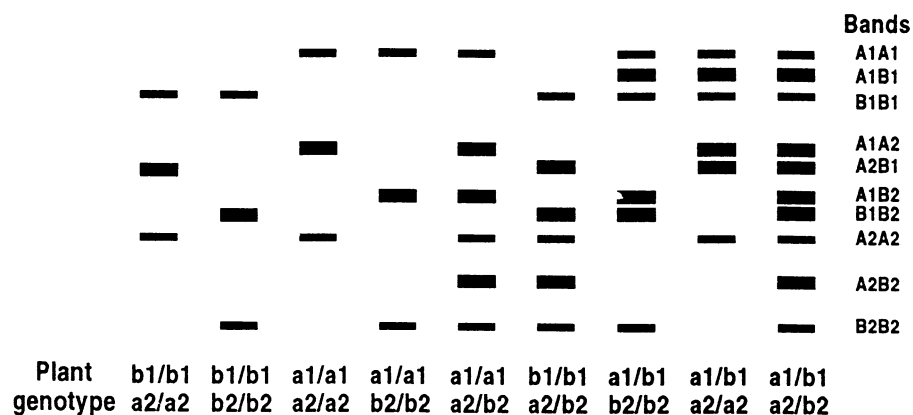 Bands
A1A1
A1B1
B1B1
A1A2
A2B1
A1B2
B1B2
A2A2
A2B2
B2B2
Plant b1/b1 b1/b1 a1/a1 a1/a1 a1/a1 b1/b1 a1/b1 a1/b1 a1/b1
genotype a2/a2 b2/b2 a2/a2 b2/b2 a2/b2 a2/b2 b2/b2 a2/a2 a2/b2